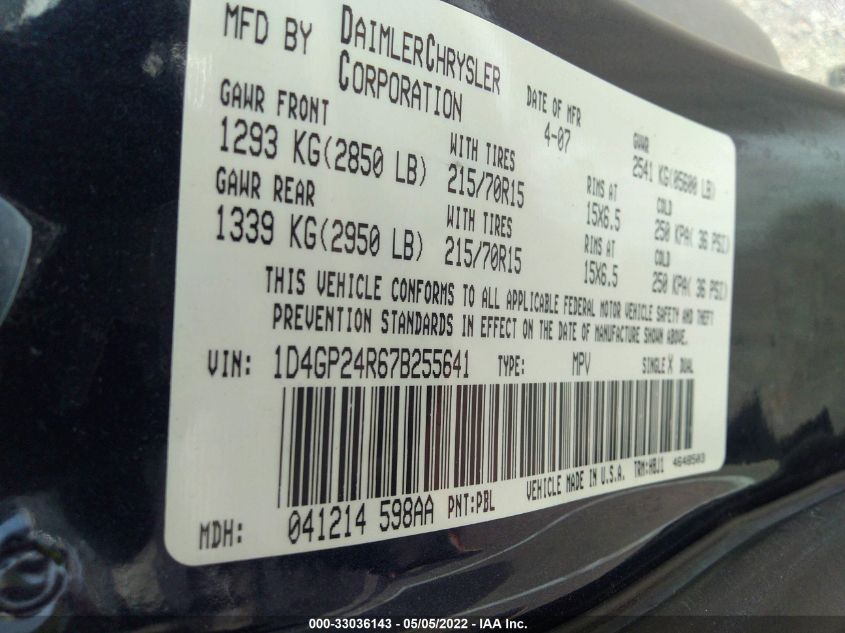 MFD BY DAIMLERCHRYSLER CORPORATION
DATE OF MFR 4-07
GVWR 2541 KG(05600 LB)
GAWR FRONT
1293 KG(2850 LB) WITH TIRES 215/70R15 RIMS AT 15X6.5 COLD 250 KPA( 36 PSI)
GAWR REAR
1339 KG(2950 LB) WITH TIRES 215/70R15 RIMS AT 15X6.5 COLD 250 KPA( 36 PSI)
THIS VEHICLE CONFORMS TO ALL APPLICABLE FEDERAL MOTOR VEHICLE SAFETY AND THEFT
PREVENTION STANDARDS IN EFFECT ON THE DATE OF MANUFACTURE SHOWN ABOVE.
VIN: 1D4GP24R67B255641 TYPE: MPV SINGLE X DUAL
MDH: 041214 598AA PNT:PBL VEHICLE MADE IN U.S.A. TRM:HBJ1 4648503
000-33036143 - 05/05/2022 - IAA Inc.